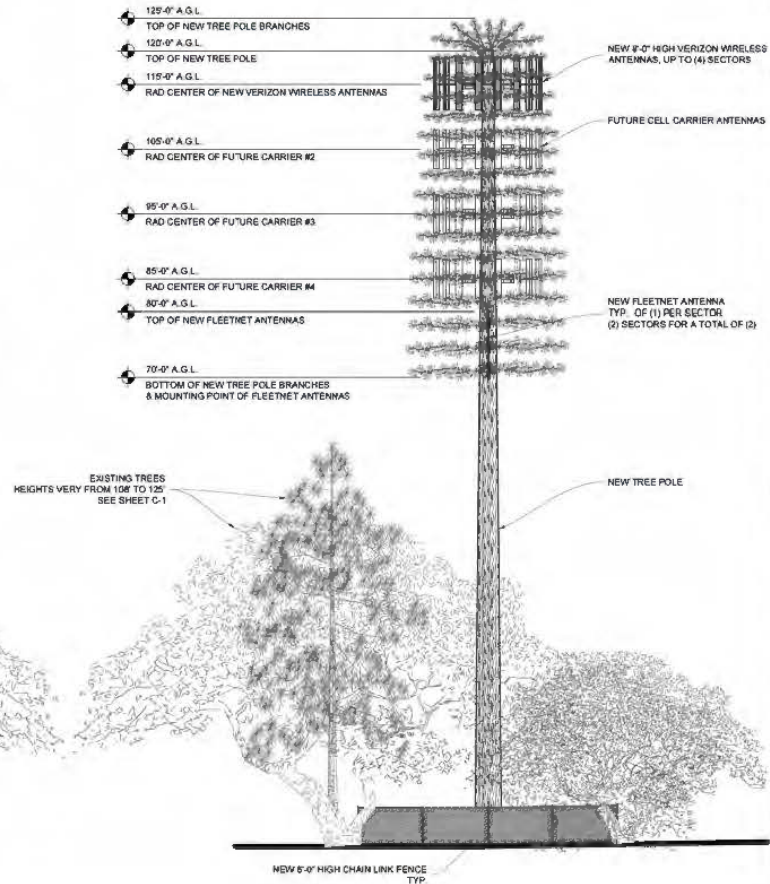 125'-0" A.G.L.
TOP OF NEW TREE POLE BRANCHES
120'-0" A.G.L.
TOP OF NEW TREE POLE
115'-0" A.G.L.
RAD CENTER OF NEW VERIZON WIRELESS ANTENNAS
105'-0" A.G.L.
RAD CENTER OF FUTURE CARRIER #2
95'-0" A.G.L.
RAD CENTER OF FUTURE CARRIER #3
85'-0" A.G.L.
RAD CENTER OF FUTURE CARRIER #4
80'-0" A.G.L.
TOP OF NEW FLEETNET ANTENNAS
70'-0" A.G.L.
BOTTOM OF NEW TREE POLE BRANCHES
& MOUNTING POINT OF FLEETNET ANTENNAS
NEW 8'-0" HIGH VERIZON WIRELESS
ANTENNAS, UP TO (4) SECTORS
FUTURE CELL CARRIER ANTENNAS
NEW FLEETNET ANTENNA
TYP. OF (1) PER SECTOR
(2) SECTORS FOR A TOTAL OF (2)
EXISTING TREES
HEIGHTS VERY FROM 108' TO 125'
SEE SHEET C-1
NEW TREE POLE
NEW 6'-0" HIGH CHAIN LINK FENCE
TYP.